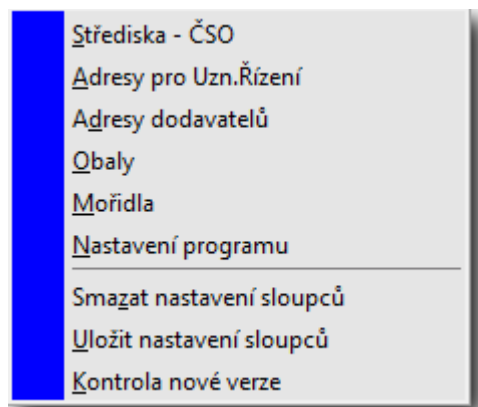 Střediska - ČSO
Adresy pro Uzn.Řízení
Adresy dodavatelů
Obaly
Mořidla
Nastavení programu
Smazat nastavení sloupců
Uložit nastavení sloupců
Kontrola nové verze